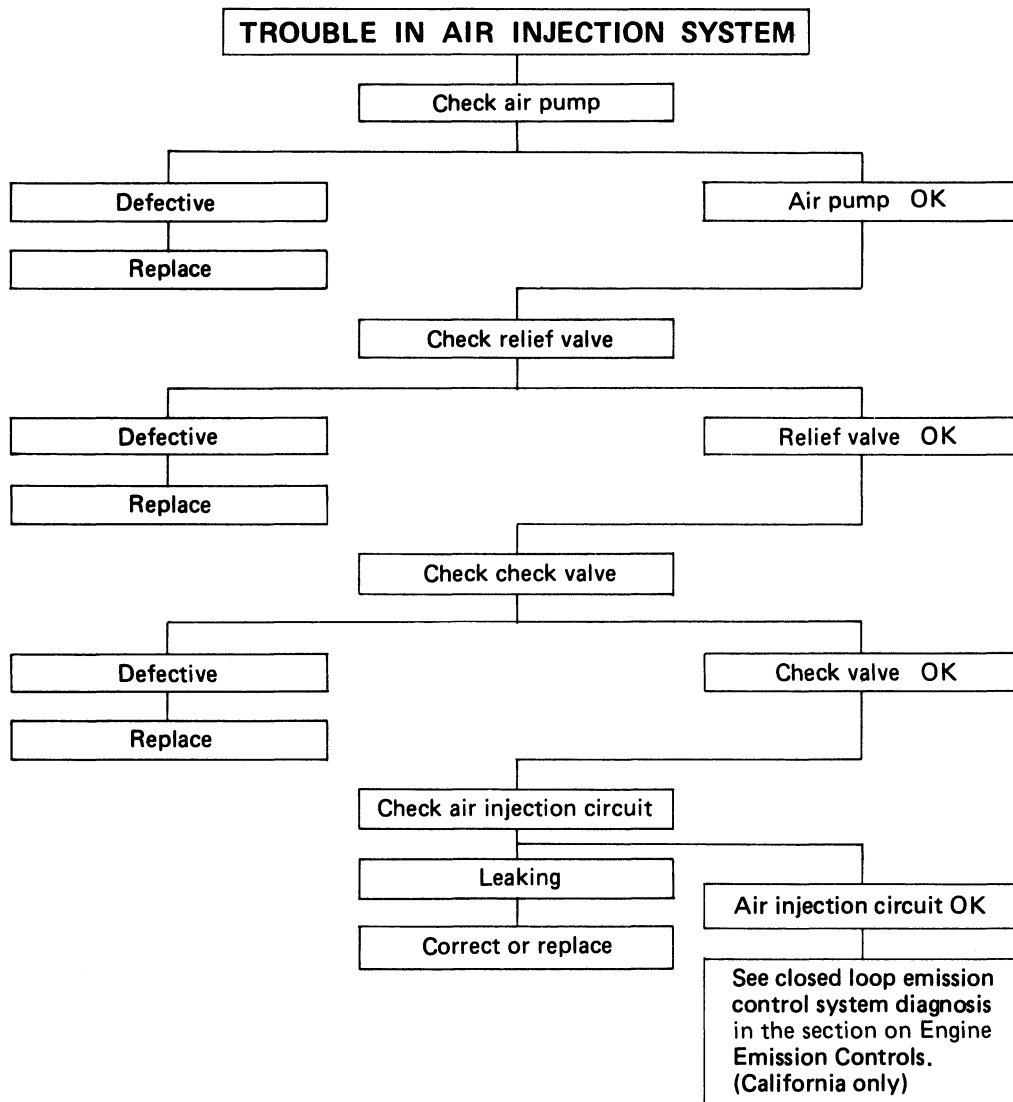 TROUBLE IN AIR INJECTION SYSTEM
Check air pump
Defective
Air pump OK
Replace
Check relief valve
Defective
Relief valve OK
Replace
Check check valve
Defective
Check valve OK
Replace
Check air injection circuit
Leaking
Air injection circuit OK
Correct or replace
See closed loop emission
control system diagnosis
in the section on Engine
Emission Controls.
(California only)